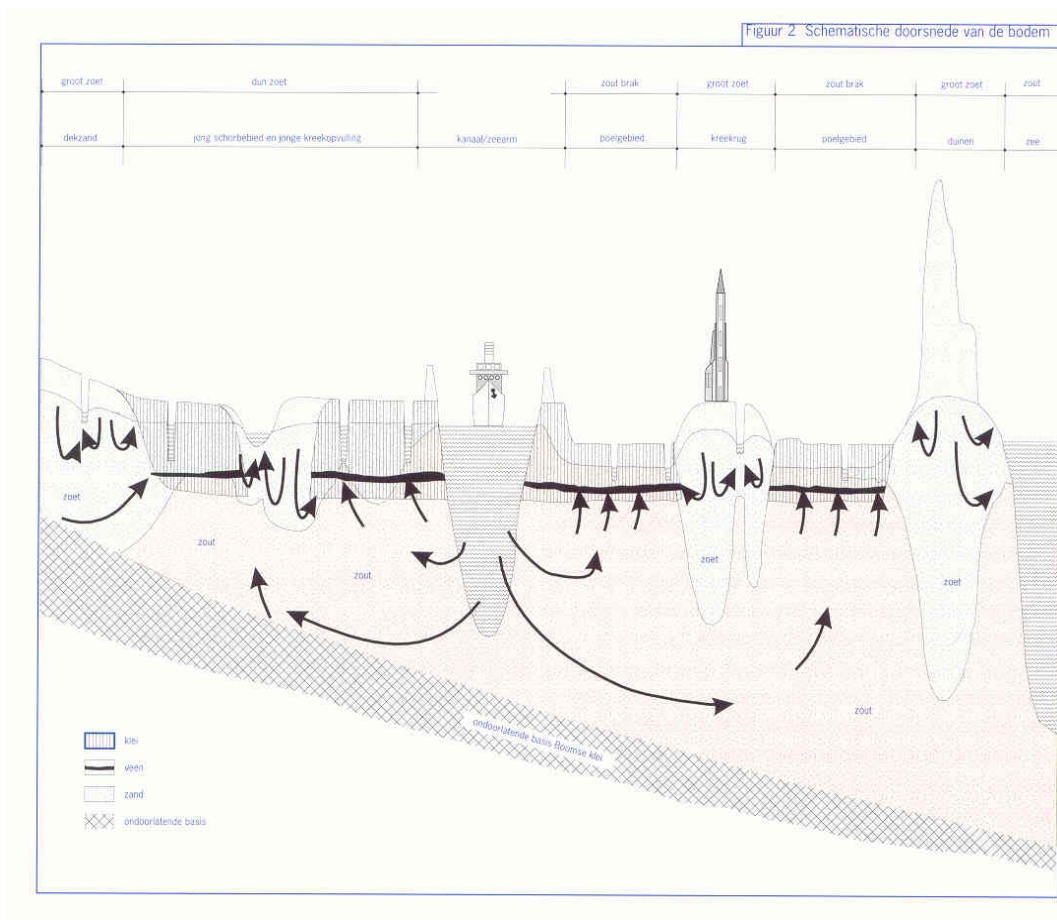 Figuur 2 Schematische doorsnede van de bodem
groot zoet dun zoet zout brak groot zoet zout brak groot zoet zout
dekzand jong schorbebied en jonge kreekopvulling kanaal/zeearm poelgebied kreekrug poelgebied duinen zee
zoet
zout
zout
zoet
zoet
zout
ondoorlatende basis Boomse klei
klei
veen
zand
ondoorlatende basis